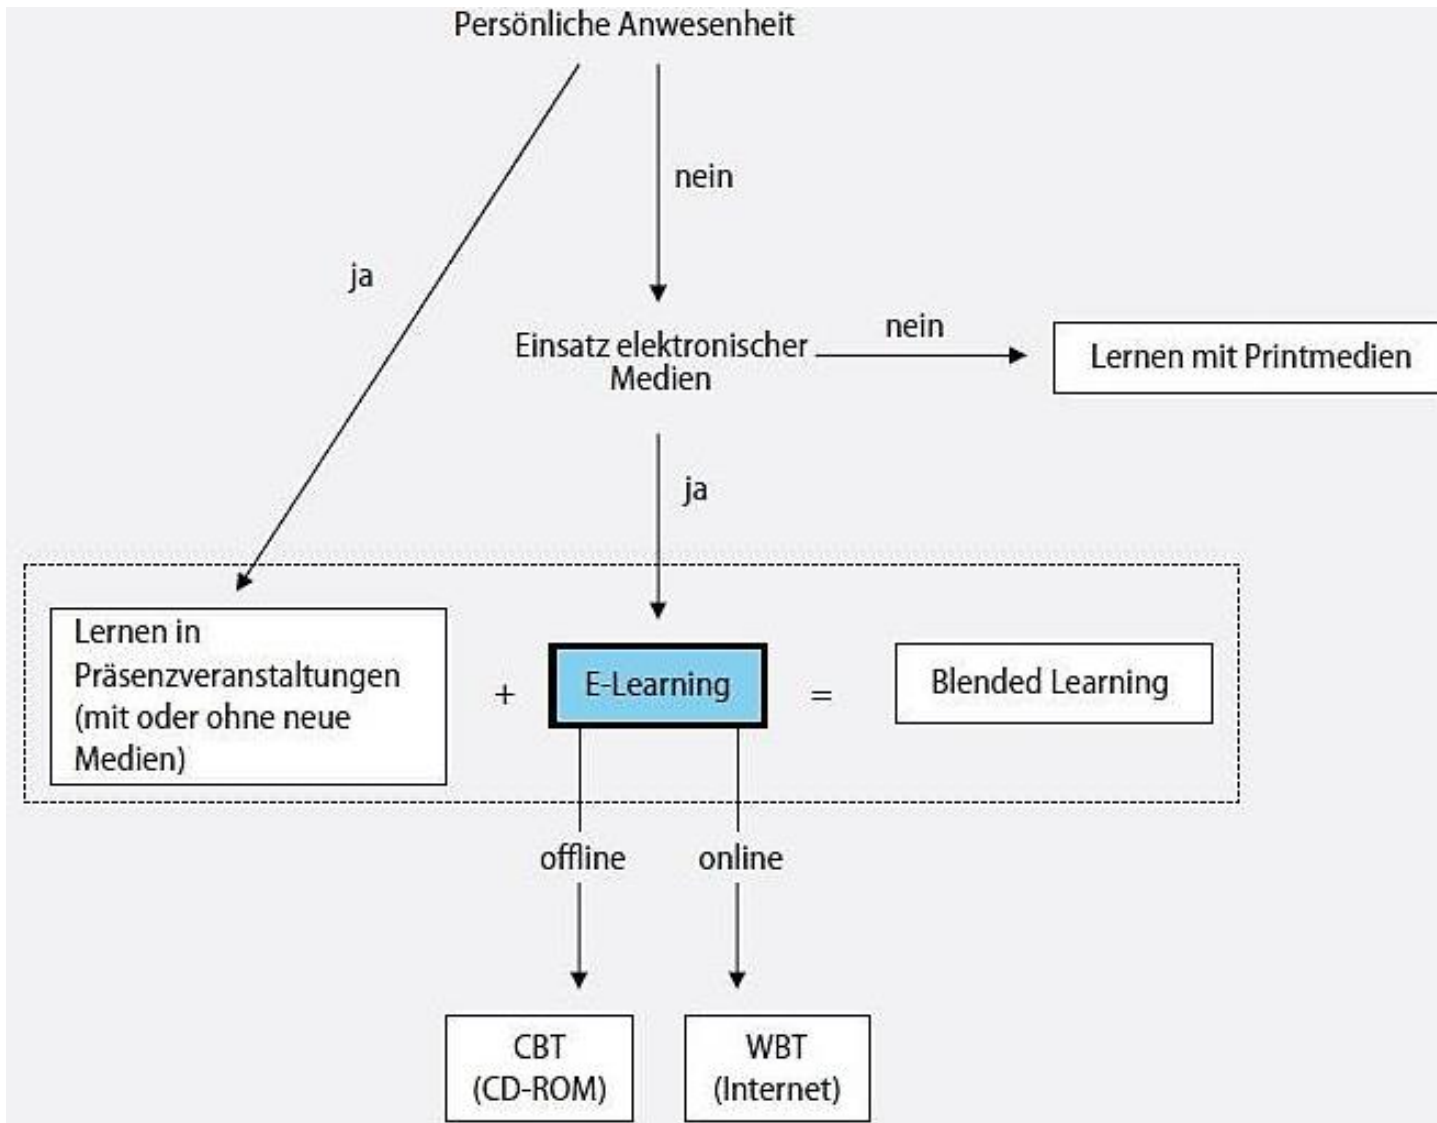 Persönliche Anwesenheit
nein
ja
nein
Einsatz elektronischer
Medien
Lernen mit Printmedien
ja
Lernen in
Präsenzveranstaltungen
(mit oder ohne neue
Medien)
+
E-Learning
=
Blended Learning
offline
online
CBT
(CD-ROM)
WBT
(Internet)